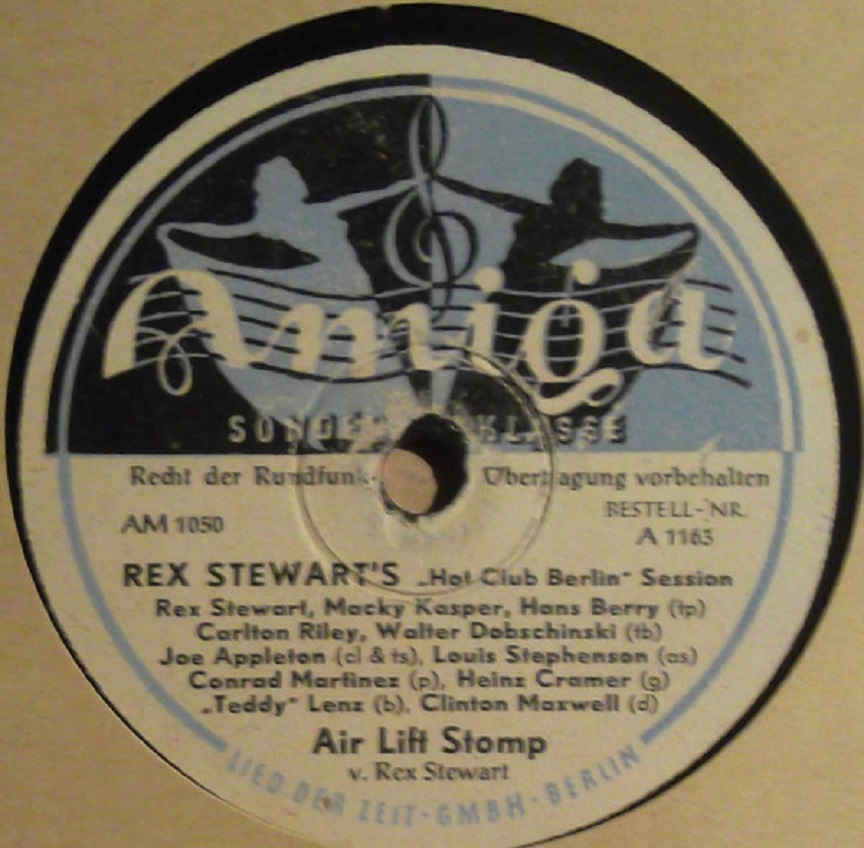 Amiga
SONDERKLASSE
Recht der Rundfunk- Übertragung vorbehalten
AM 1050
BESTELL-NR.
A 1163
REX STEWART'S „Hot Club Berlin" Session
Rex Stewart, Macky Kasper, Hans Berry (tp)
Carlton Riley, Walter Dobschinski (tb)
Joe Appleton (cl & ts), Louis Stephenson (as)
Conrad Martinez (p), Heinz Cramer (g)
„Teddy" Lenz (b), Clinton Maxwell (d)
Air Lift Stomp
v. Rex Stewart
LIED DER ZEIT-GMBH-BERLIN